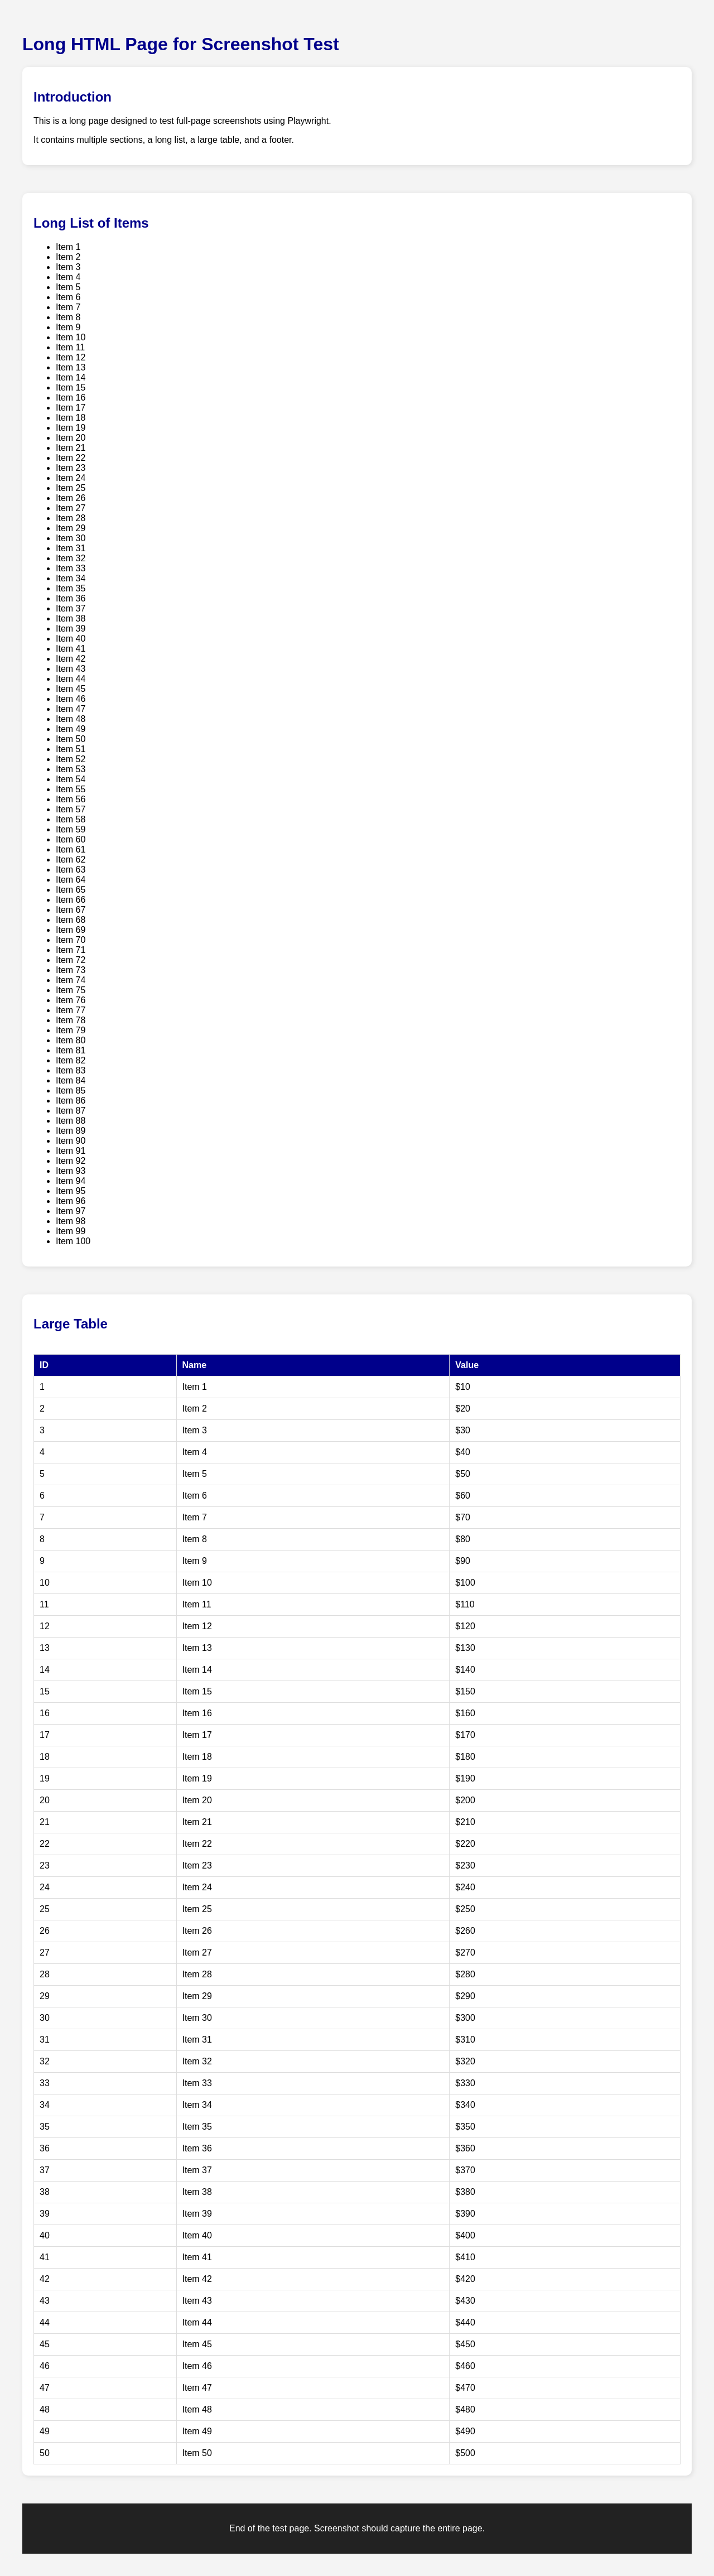 Long HTML Page for Screenshot Test
Introduction
This is a long page designed to test full-page screenshots using Playwright.
It contains multiple sections, a long list, a large table, and a footer.
Long List of Items
Item 1
Item 2
Item 3
Item 4
Item 5
Item 6
Item 7
Item 8
Item 9
Item 10
Item 11
Item 12
Item 13
Item 14
Item 15
Item 16
Item 17
Item 18
Item 19
Item 20
Item 21
Item 22
Item 23
Item 24
Item 25
Item 26
Item 27
Item 28
Item 29
Item 30
Item 31
Item 32
Item 33
Item 34
Item 35
Item 36
Item 37
Item 38
Item 39
Item 40
Item 41
Item 42
Item 43
Item 44
Item 45
Item 46
Item 47
Item 48
Item 49
Item 50
Item 51
Item 52
Item 53
Item 54
Item 55
Item 56
Item 57
Item 58
Item 59
Item 60
Item 61
Item 62
Item 63
Item 64
Item 65
Item 66
Item 67
Item 68
Item 69
Item 70
Item 71
Item 72
Item 73
Item 74
Item 75
Item 76
Item 77
Item 78
Item 79
Item 80
Item 81
Item 82
Item 83
Item 84
Item 85
Item 86
Item 87
Item 88
Item 89
Item 90
Item 91
Item 92
Item 93
Item 94
Item 95
Item 96
Item 97
Item 98
Item 99
Item 100
Large Table
ID Name Value
1 Item 1 $10
2 Item 2 $20
3 Item 3 $30
4 Item 4 $40
5 Item 5 $50
6 Item 6 $60
7 Item 7 $70
8 Item 8 $80
9 Item 9 $90
10 Item 10 $100
11 Item 11 $110
12 Item 12 $120
13 Item 13 $130
14 Item 14 $140
15 Item 15 $150
16 Item 16 $160
17 Item 17 $170
18 Item 18 $180
19 Item 19 $190
20 Item 20 $200
21 Item 21 $210
22 Item 22 $220
23 Item 23 $230
24 Item 24 $240
25 Item 25 $250
26 Item 26 $260
27 Item 27 $270
28 Item 28 $280
29 Item 29 $290
30 Item 30 $300
31 Item 31 $310
32 Item 32 $320
33 Item 33 $330
34 Item 34 $340
35 Item 35 $350
36 Item 36 $360
37 Item 37 $370
38 Item 38 $380
39 Item 39 $390
40 Item 40 $400
41 Item 41 $410
42 Item 42 $420
43 Item 43 $430
44 Item 44 $440
45 Item 45 $450
46 Item 46 $460
47 Item 47 $470
48 Item 48 $480
49 Item 49 $490
50 Item 50 $500
End of the test page. Screenshot should capture the entire page.